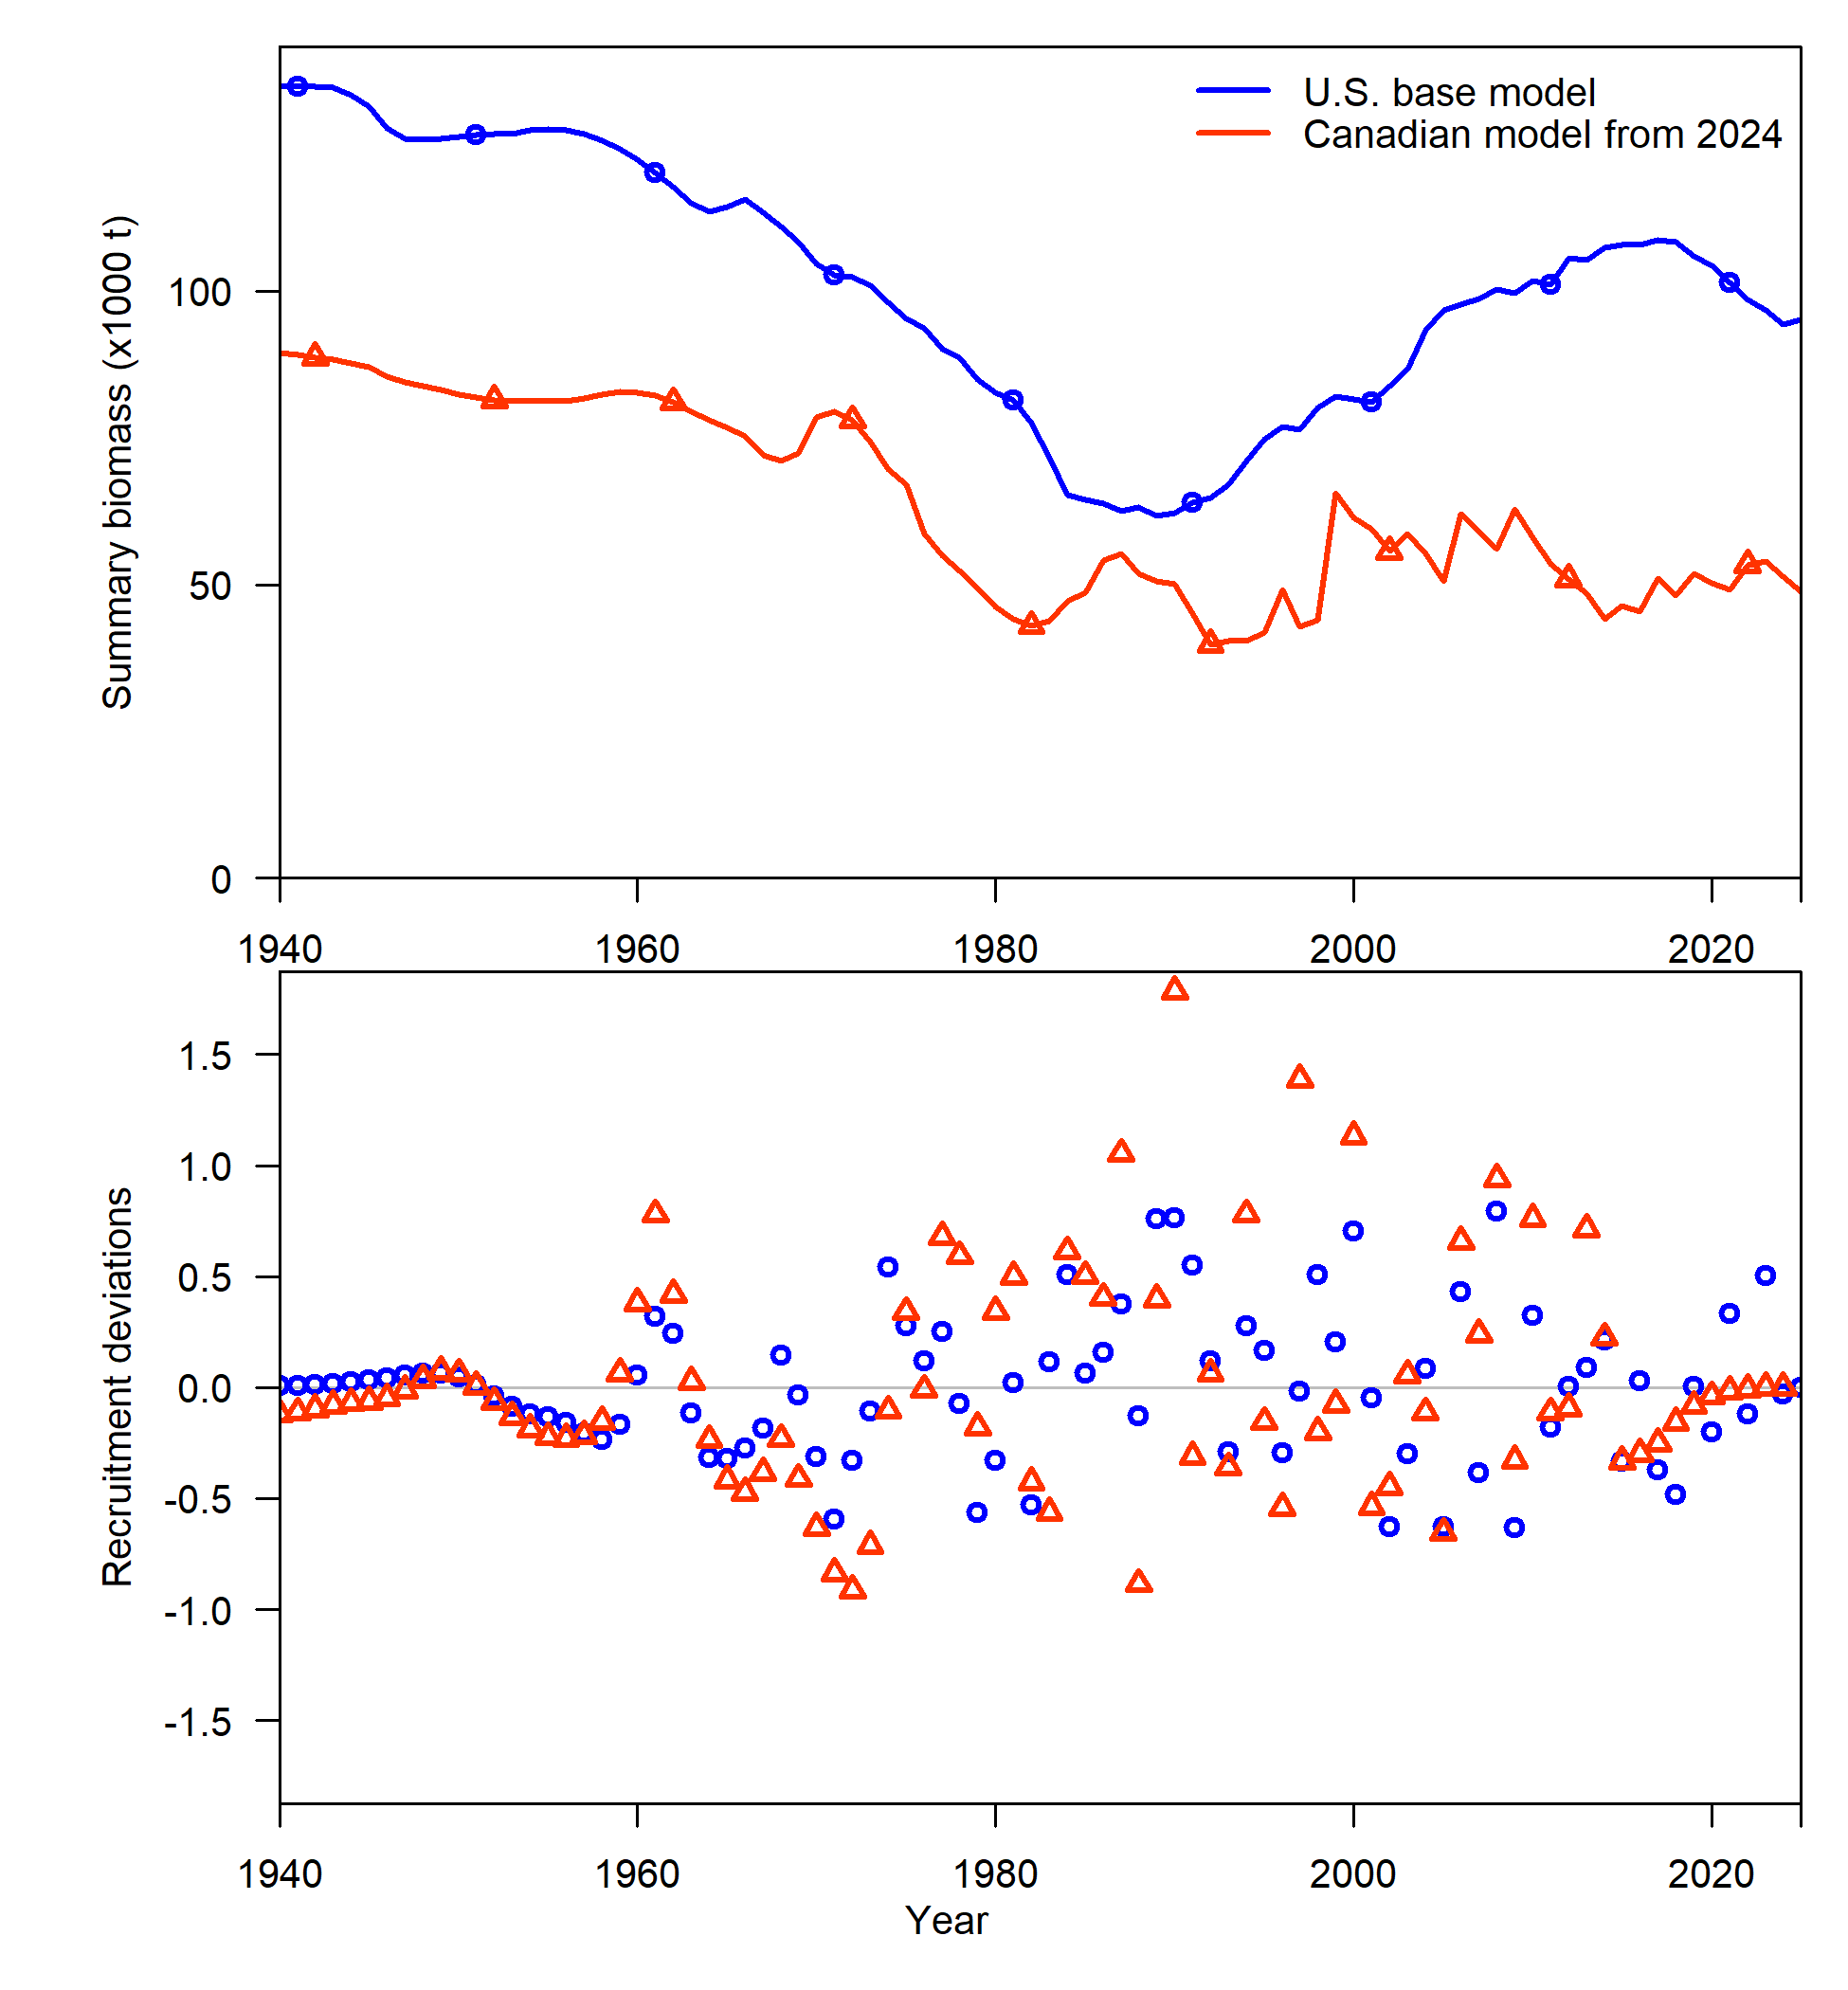 U.S. base model
Canadian model from 2024
Summary biomass (x1000 t)
100
50
0
1940 1960 1980 2000 2020
Recruitment deviations
1.5
1.0
0.5
0.0
-0.5
-1.0
-1.5
1940 1960 1980 2000 2020
Year